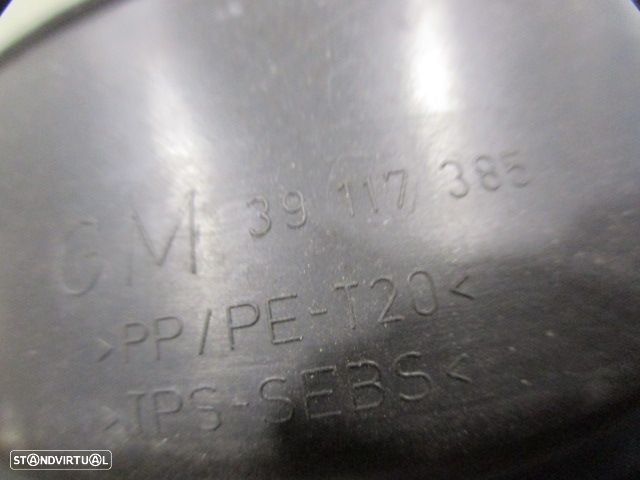 GM 39 117 385
>PP/PE-T20<
>TPS-SEBS<
STANDVIRTUAL